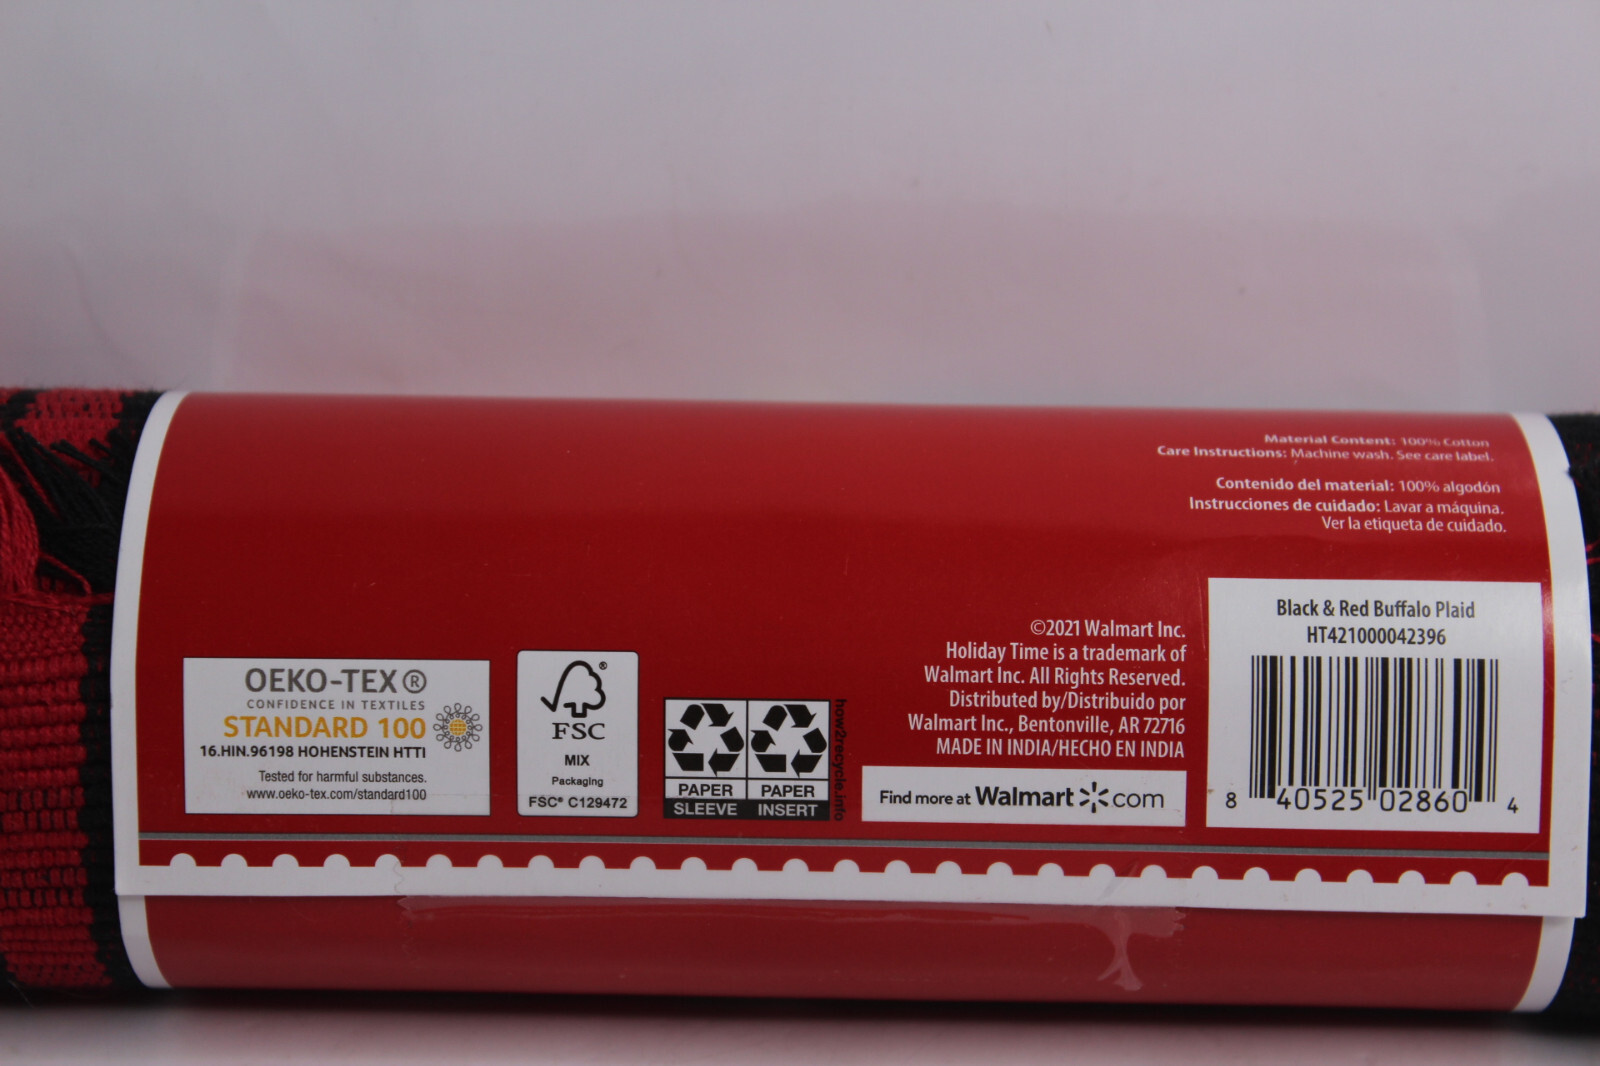 Material Content: 100% Cotton
Care Instructions: Machine wash. See care label.
Contenido del material: 100% algodón
Instrucciones de cuidado: Lavar a máquina.
Ver la etiqueta de cuidado.
OEKO-TEX®
CONFIDENCE IN TEXTILES
STANDARD 100
16.HIN.96198 HOHENSTEIN HTTI
Tested for harmful substances.
www.oeko-tex.com/standard100
®
FSC
MIX
Packaging
FSC® C129472
PAPER PAPER
SLEEVE INSERT
how2recycle.info
©2021 Walmart Inc.
Holiday Time is a trademark of
Walmart Inc. All Rights Reserved.
Distributed by/Distribuido por
Walmart Inc., Bentonville, AR 72716
MADE IN INDIA/HECHO EN INDIA
Find more at Walmart com
Black & Red Buffalo Plaid
HT421000042396
8 40525 02860 4